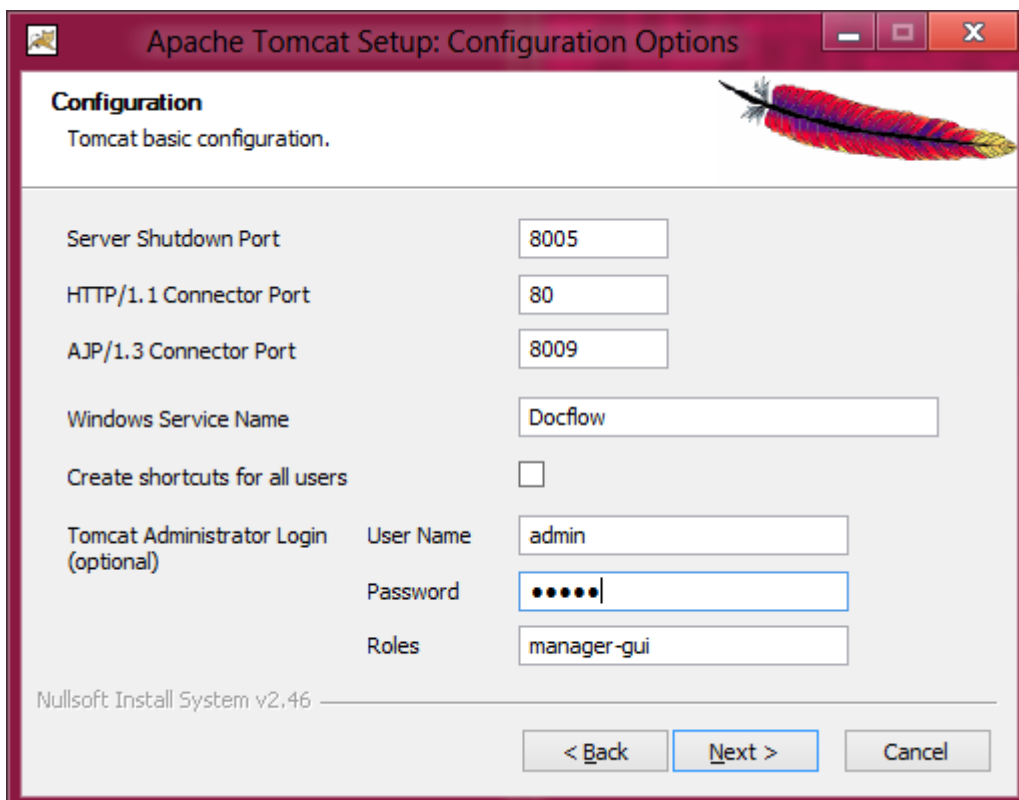 Apache Tomcat Setup: Configuration Options
Configuration
Tomcat basic configuration.
Server Shutdown Port 8005
HTTP/1.1 Connector Port 80
AJP/1.3 Connector Port 8009
Windows Service Name Docflow
Create shortcuts for all users
Tomcat Administrator Login User Name admin
(optional)
Password •••••
Roles manager-gui
Nullsoft Install System v2.46
< Back Next > Cancel